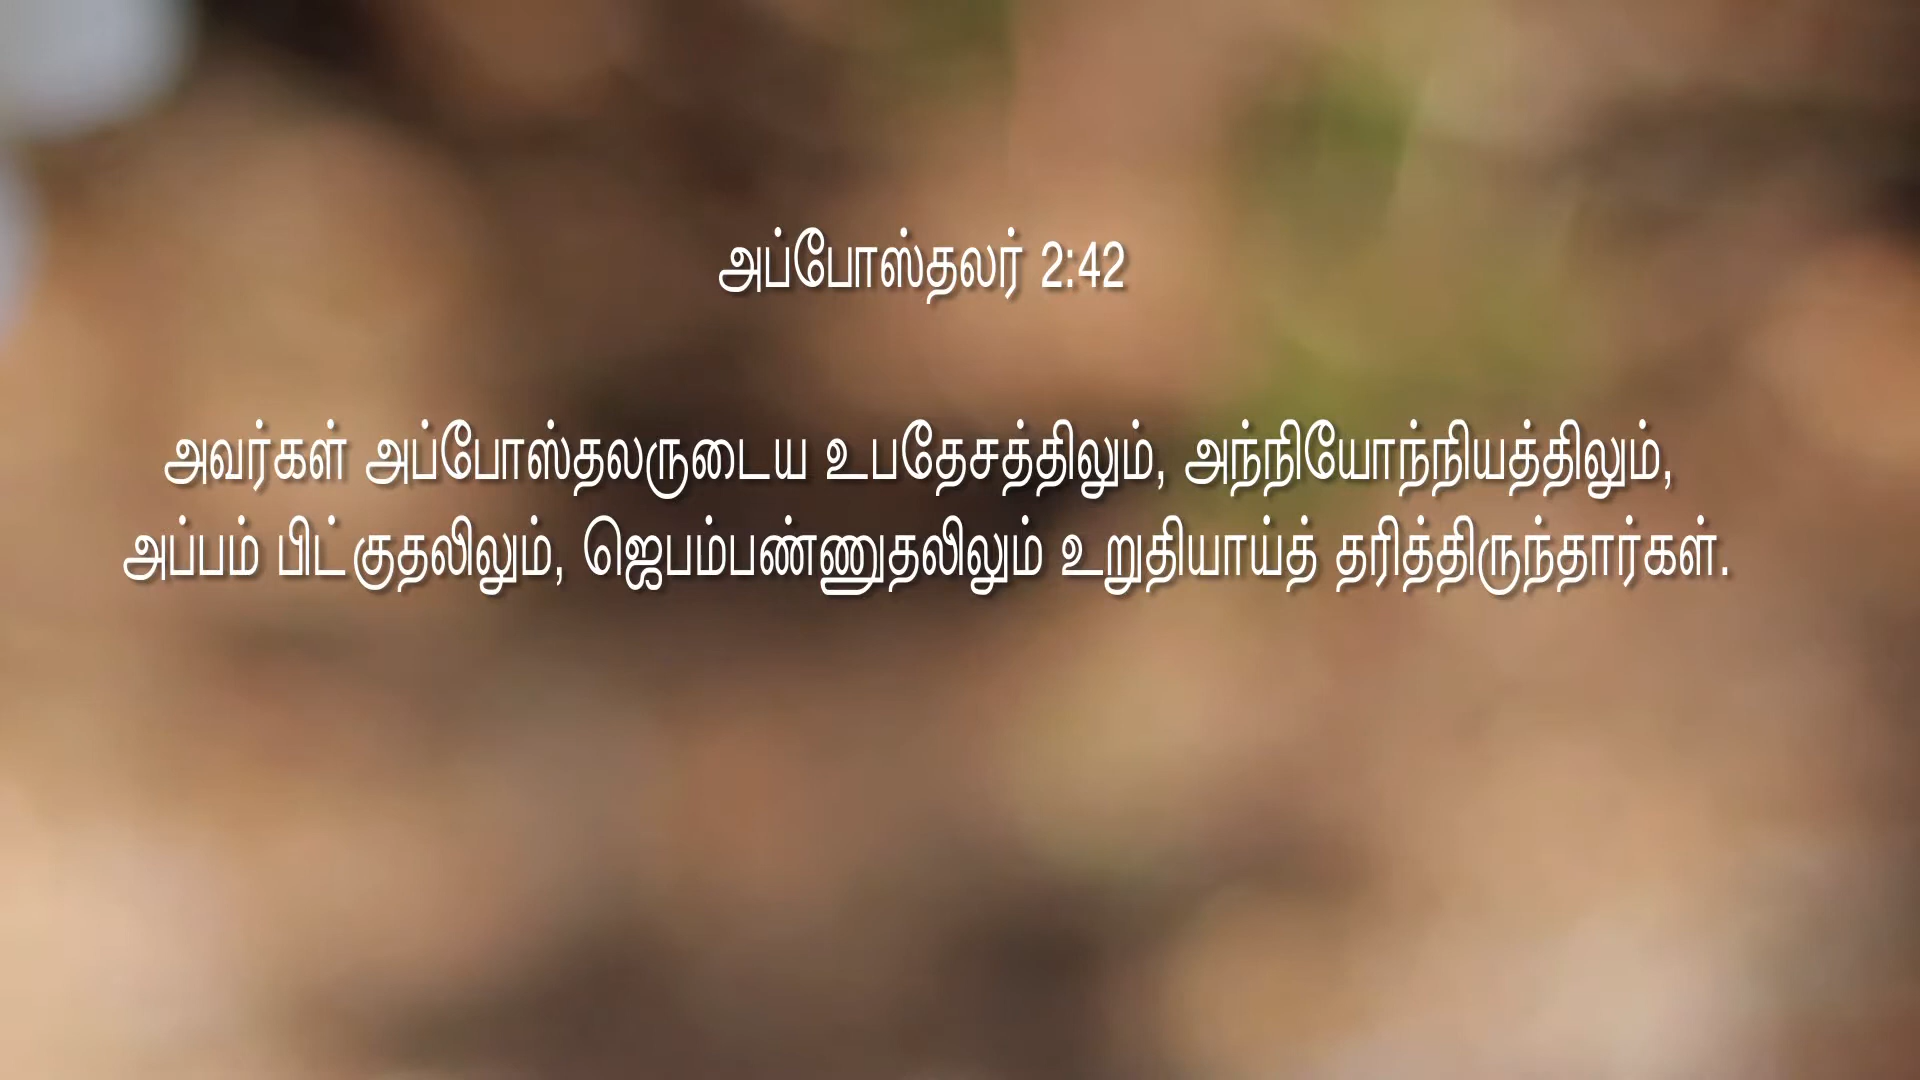 அப்போஸ்தலர் 2:42
அவர்கள் அப்போஸ்தலருடைய உபதேசத்திலும், அந்நியோந்நியத்திலும்,
அப்பம் பிட்குதலிலும், ஜெபம்பண்ணுதலிலும் உறுதியாய்த் தரித்திருந்தார்கள்.